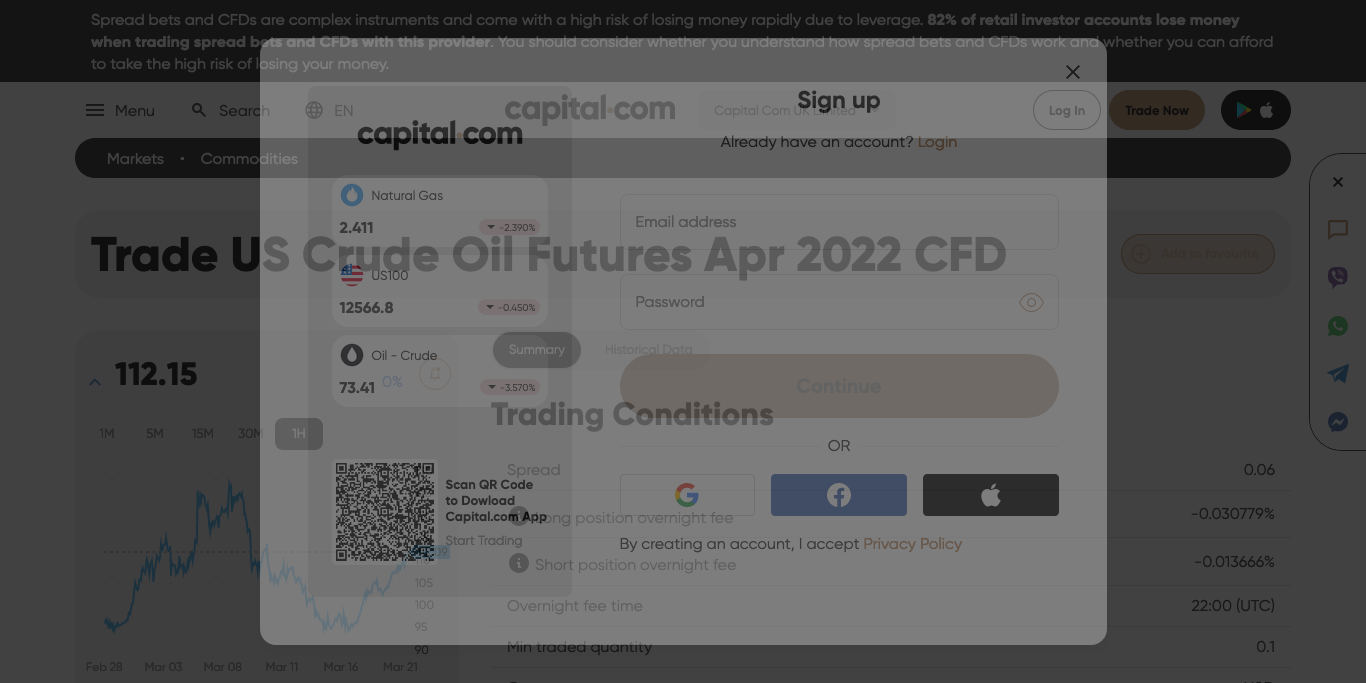 Spread bets and CFDs are complex instruments and come with a high risk of losing money rapidly due to leverage. 82% of retail investor accounts lose money
when trading spread bets and CFDs with this provider. You should consider whether you understand how spread bets and CFDs work and whether you can afford
to take the high risk of losing your money.
Menu
Search
EN
capital.com
Capital Com UK Limited
Log In
Trade Now
Markets • Commodities
Trade US Crude Oil Futures Apr 2022 CFD
Add to favourite
112.15
0%
1M
5M
15M
30M
1H
105
100
95
90
Feb 28
Mar 03
Mar 08
Mar 11
Mar 16
Mar 21
Summary
Historical Data
Trading Conditions
Spread
0.06
Long position overnight fee
-0.030779%
Short position overnight fee
-0.013666%
Overnight fee time
22:00 (UTC)
Min traded quantity
0.1
capital.com
Natural Gas
2.411
-2.390%
US100
12566.8
-0.450%
Oil - Crude
73.41
-3.570%
Scan QR Code
to Dowload
Capital.com App
Start Trading
Sign up
Already have an account? Login
Email address
Password
Continue
OR
By creating an account, I accept Privacy Policy